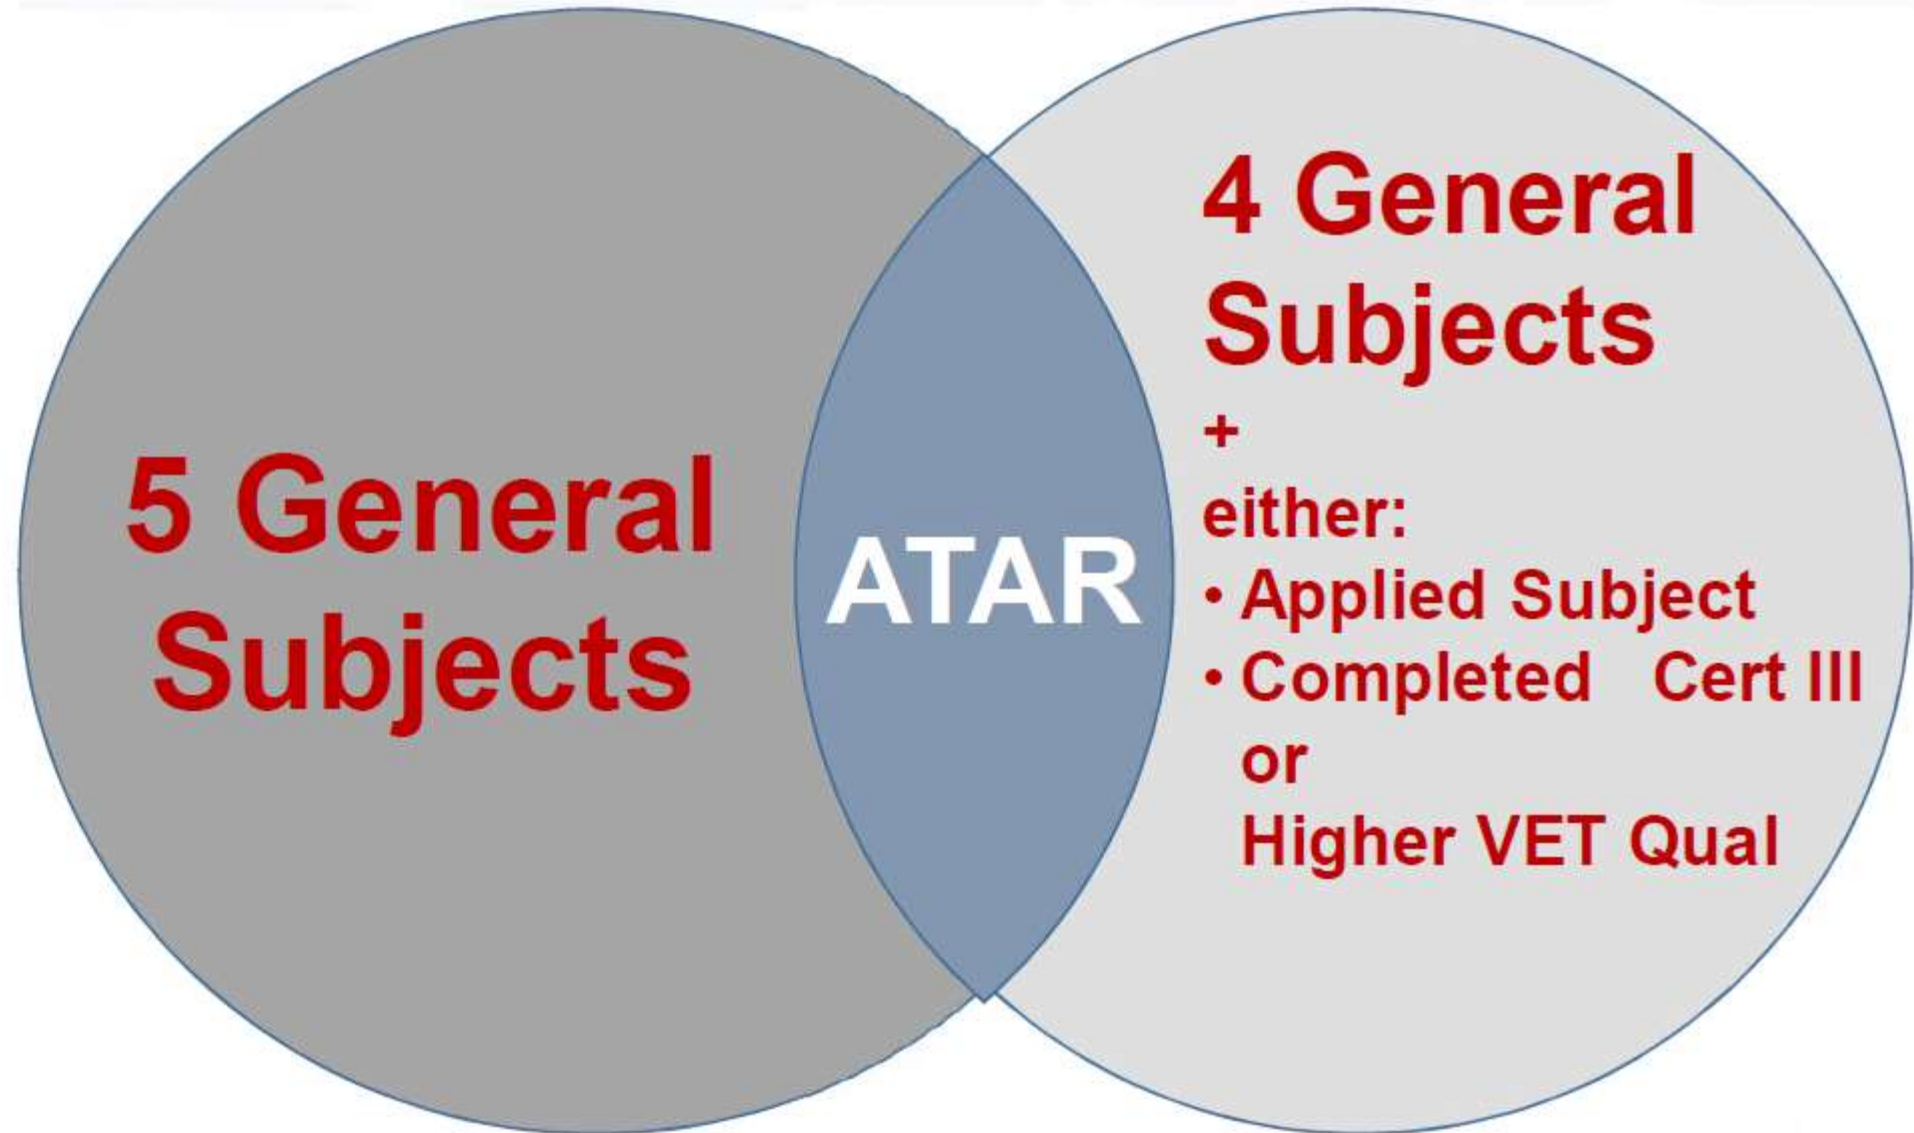 5 General
Subjects
ATAR
4 General
Subjects
+
either:
• Applied Subject
• Completed Cert III
or
Higher VET Qual